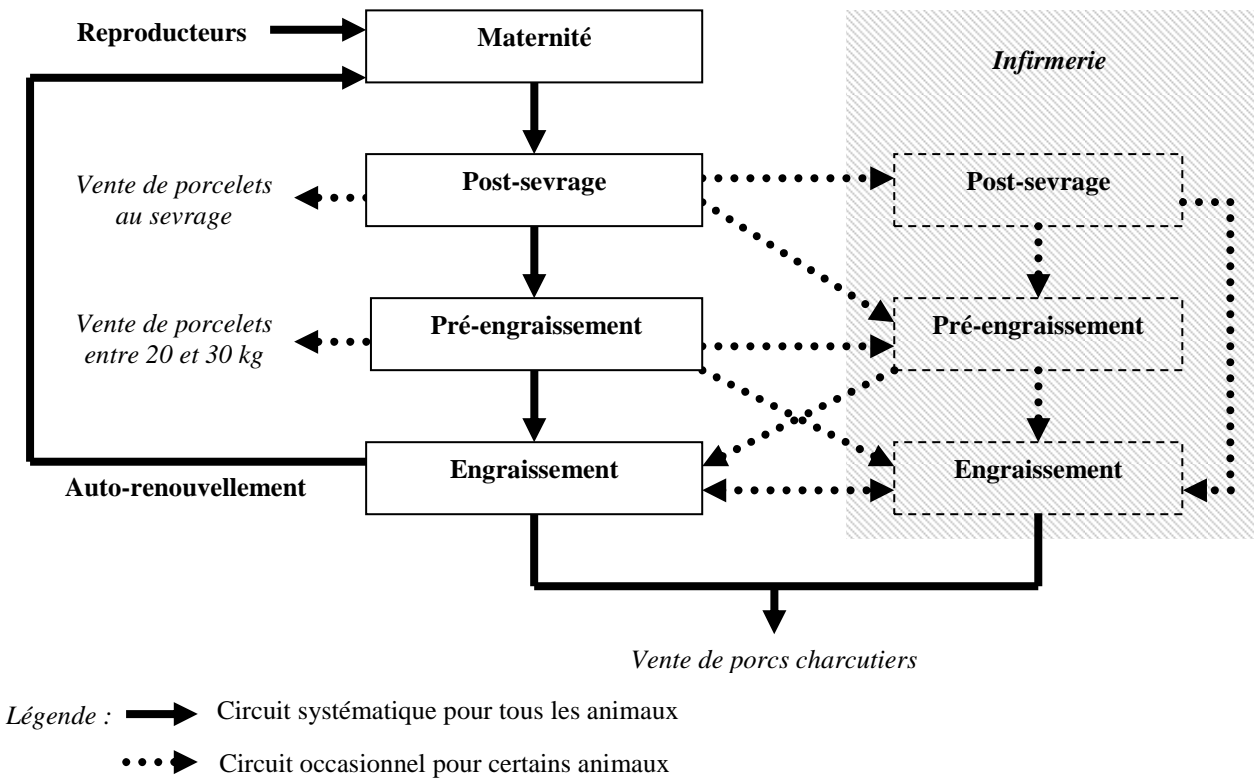 Reproducteurs
Maternité
Infirmerie
Vente de porcelets
au sevrage
Post-sevrage
Post-sevrage
Vente de porcelets
entre 20 et 30 kg
Pré-engraissement
Pré-engraissement
Engraissement
Engraissement
Auto-renouvellement
Vente de porcs charcutiers
Légende :
Circuit systématique pour tous les animaux
Circuit occasionnel pour certains animaux